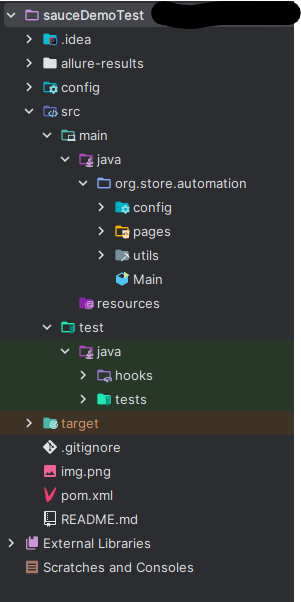 sauceDemoTest
.idea
allure-results
config
src
main
java
org.store.automation
config
pages
utils
Main
resources
test
java
hooks
tests
target
.gitignore
img.png
pom.xml
README.md
External Libraries
Scratches and Consoles